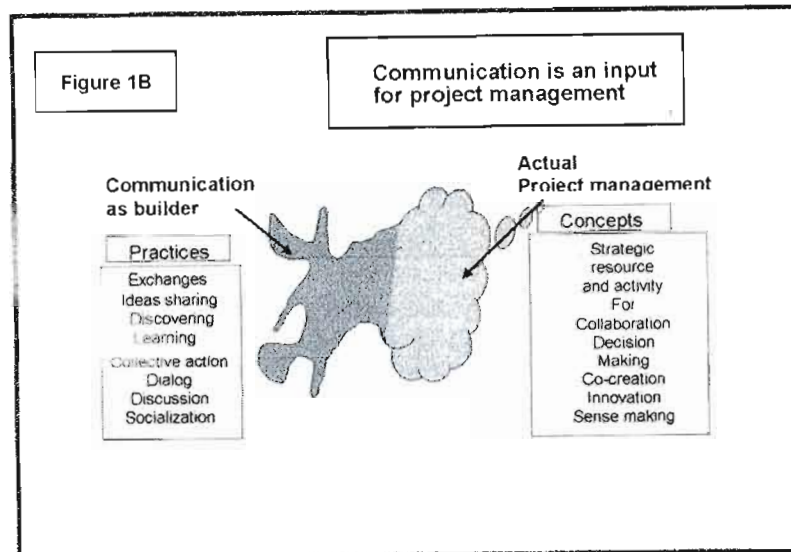 Figure 1B
Communication is an input
for project management
Communication
as builder
Actual
Project management
Practices
Exchanges
Ideas sharing
Discovering
Learning
Collective action
Dialog
Discussion
Socialization
Concepts
Strategic
resource
and activity
For
Collaboration
Decision
Making
Co-creation
Innovation
Sense making